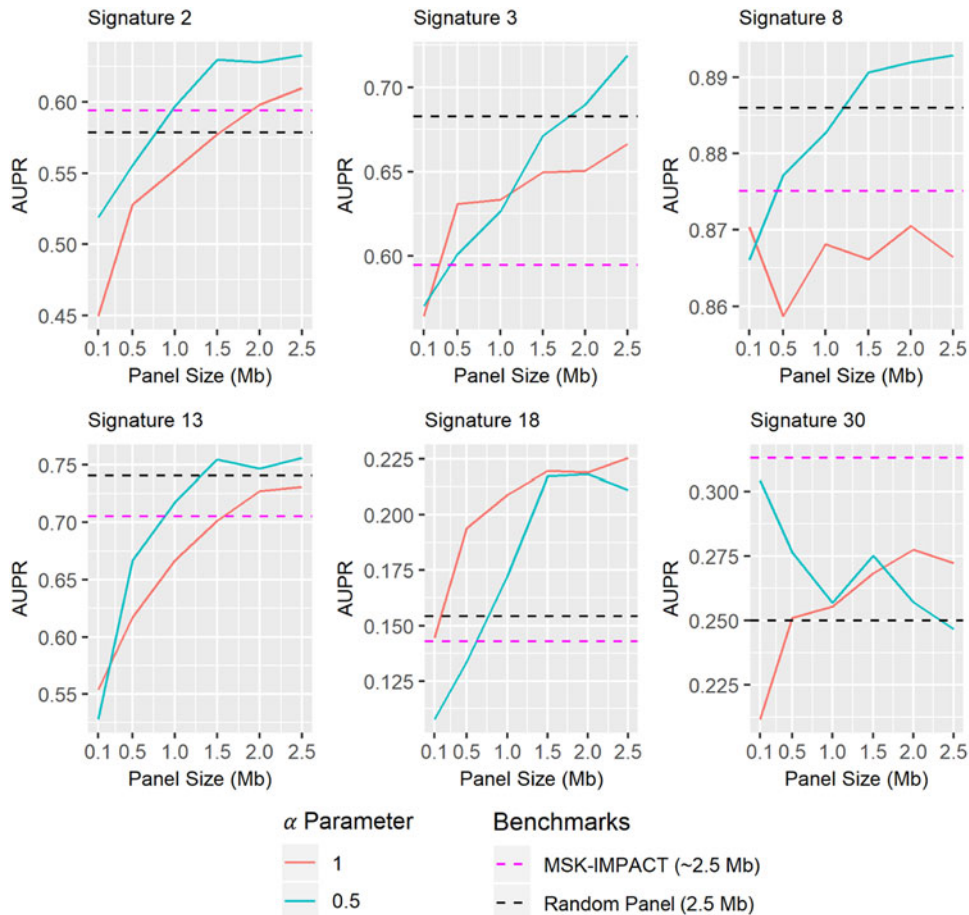 Signature 2
Signature 3
Signature 8
AUPR
0.60
0.55
0.50
0.45
0.1 0.5 1.0 1.5 2.0 2.5
Panel Size (Mb)
AUPR
0.70
0.65
0.60
0.1 0.5 1.0 1.5 2.0 2.5
Panel Size (Mb)
AUPR
0.89
0.88
0.87
0.86
0.1 0.5 1.0 1.5 2.0 2.5
Panel Size (Mb)
Signature 13
Signature 18
Signature 30
AUPR
0.75
0.70
0.65
0.60
0.55
0.1 0.5 1.0 1.5 2.0 2.5
Panel Size (Mb)
AUPR
0.225
0.200
0.175
0.150
0.125
0.1 0.5 1.0 1.5 2.0 2.5
Panel Size (Mb)
AUPR
0.300
0.275
0.250
0.225
0.1 0.5 1.0 1.5 2.0 2.5
Panel Size (Mb)
α Parameter
1
0.5
Benchmarks
MSK-IMPACT (~2.5 Mb)
Random Panel (2.5 Mb)